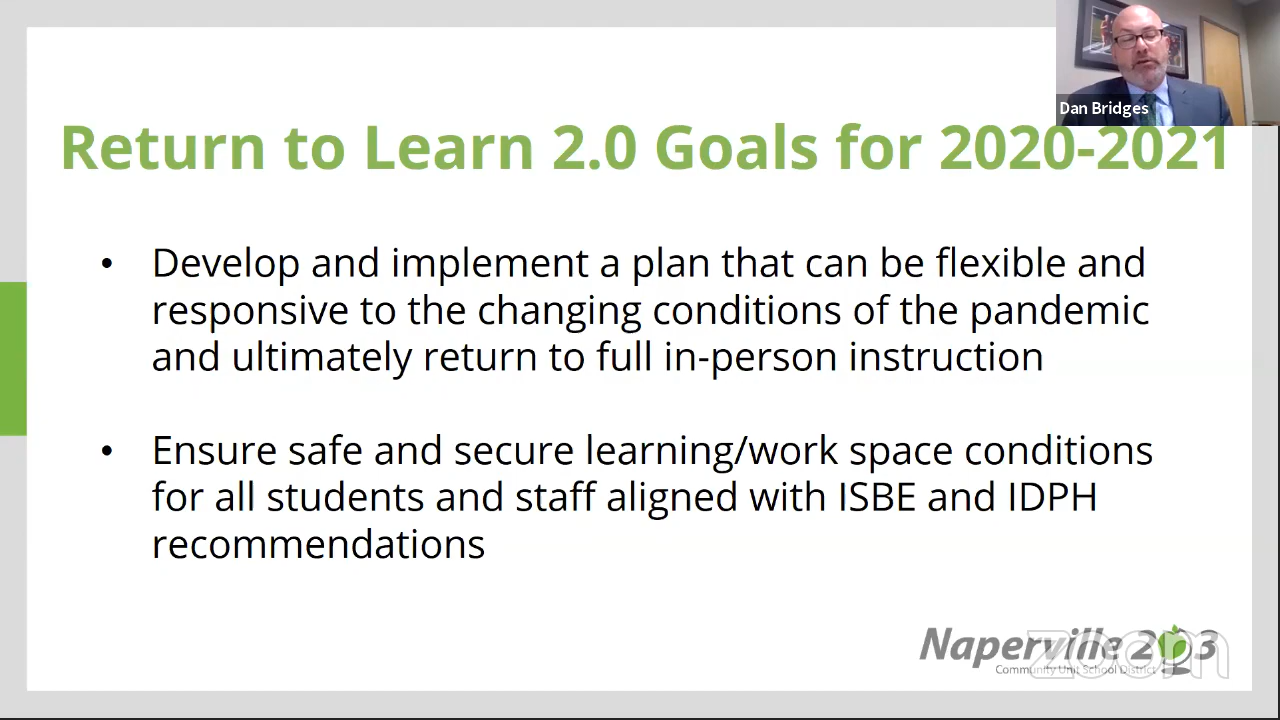 Dan Bridges
Return to Learn 2.0 Goals for 2020-2021
• Develop and implement a plan that can be flexible and
responsive to the changing conditions of the pandemic
and ultimately return to full in-person instruction
• Ensure safe and secure learning/work space conditions
for all students and staff aligned with ISBE and IDPH
recommendations
Naperville 203
Community Unit School District
zoom